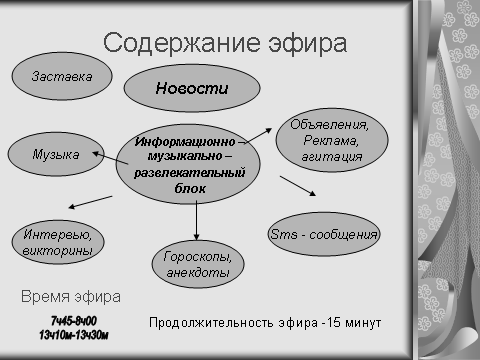 Содержание эфира
Заставка
Новости
Информационно –
музыкально –
развлекательный
блок
Объявления,
Реклама,
агитация
Музыка
Интервью,
викторины
Гороскопы,
анекдоты
Sms - сообщения
Время эфира
7ч45-8ч00
13ч10м-13ч30м
Продолжительность эфира -15 минут